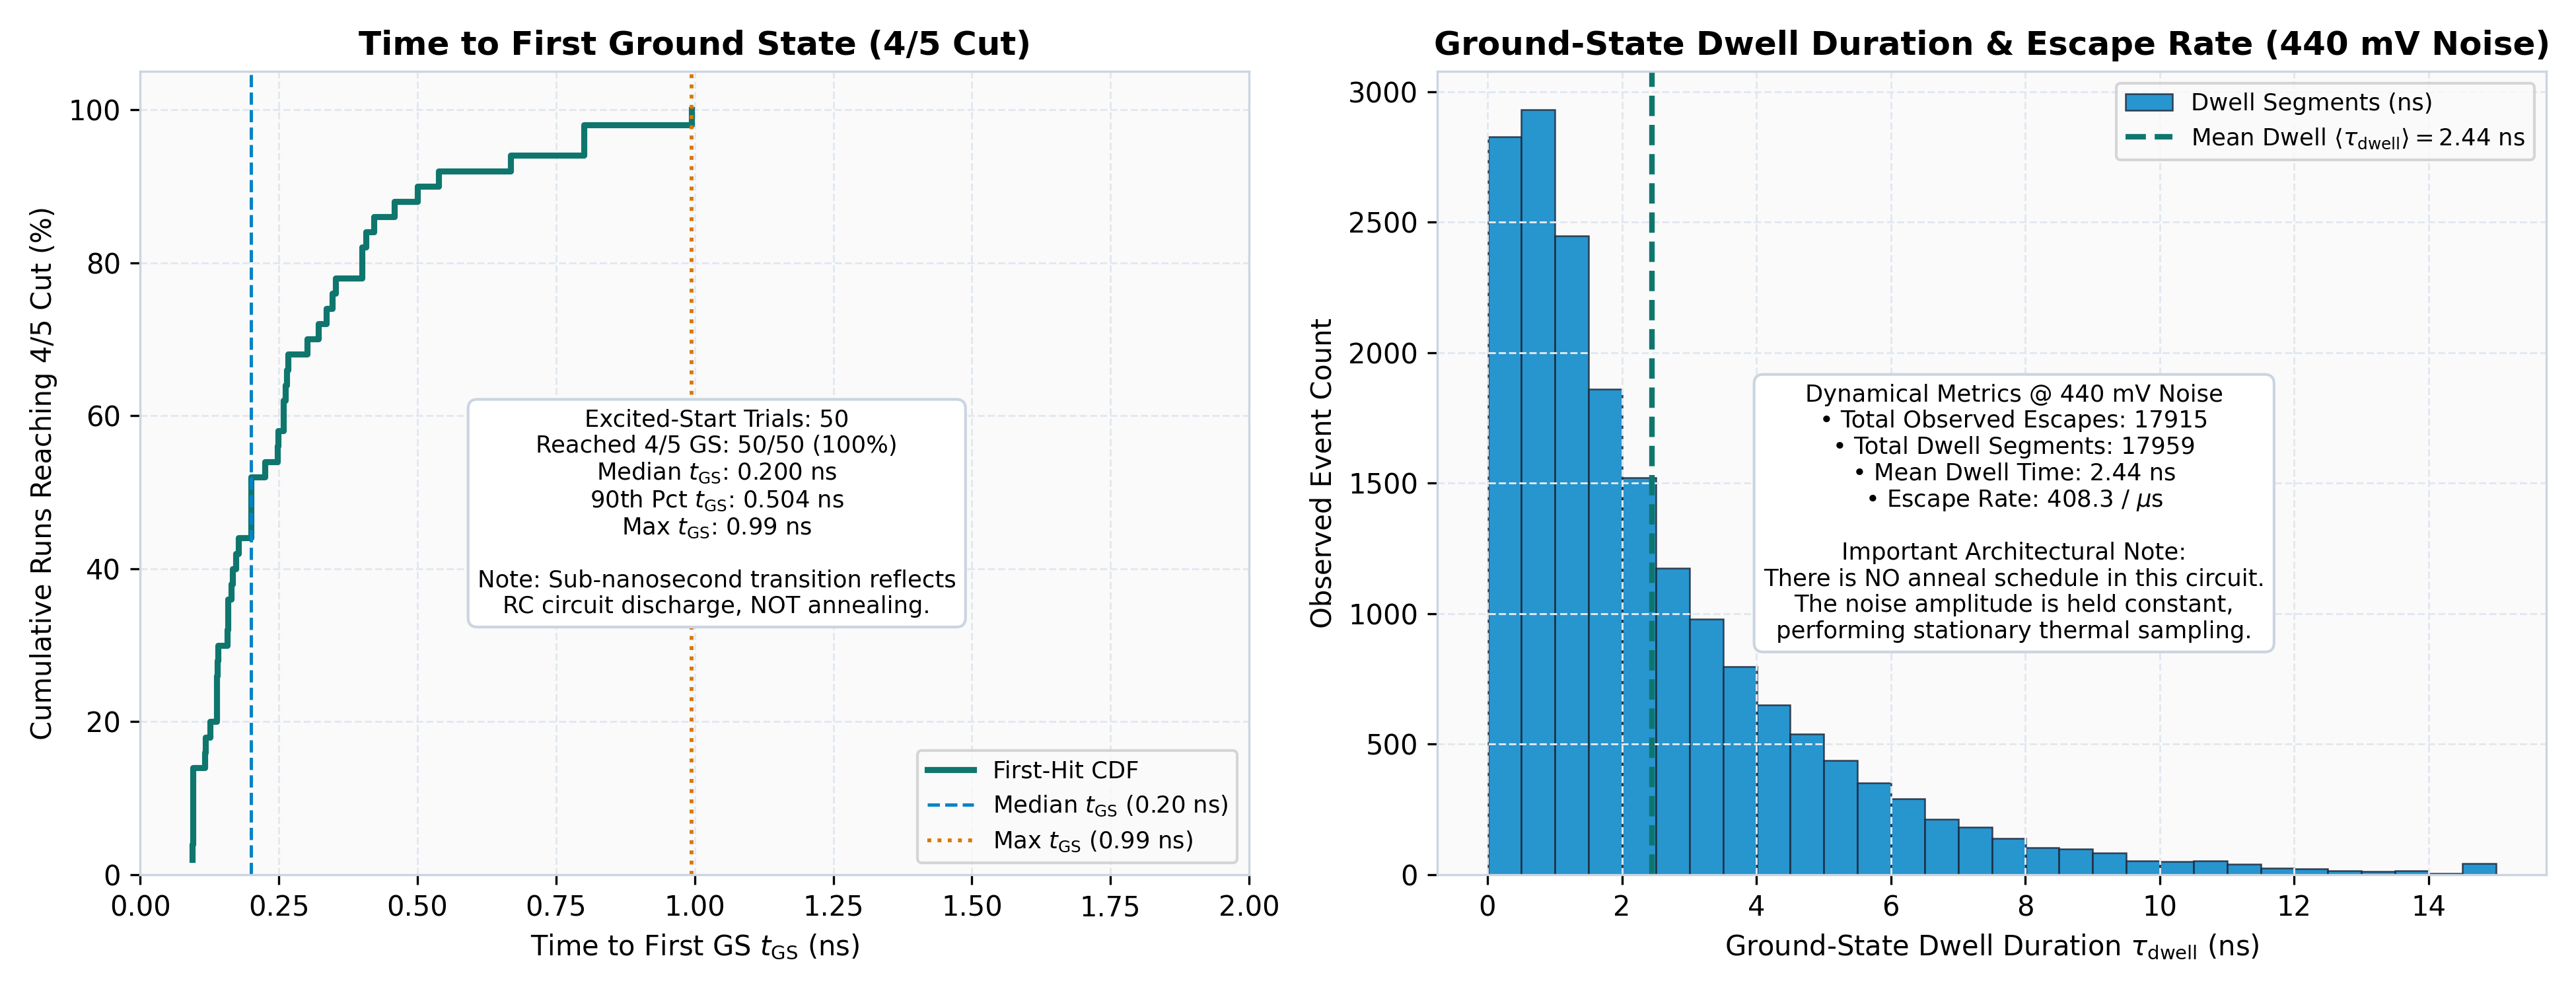 Time to First Ground State (4/5 Cut)
Cumulative Runs Reaching 4/5 Cut (%)
100
80
60
40
20
0
Excited-Start Trials: 50
Reached 4/5 GS: 50/50 (100%)
Median t_GS: 0.200 ns
90th Pct t_GS: 0.504 ns
Max t_GS: 0.99 ns
Note: Sub-nanosecond transition reflects
RC circuit discharge, NOT annealing.
First-Hit CDF
Median t_GS (0.20 ns)
Max t_GS (0.99 ns)
0.00 0.25 0.50 0.75 1.00 1.25 1.50 1.75 2.00
Time to First GS t_GS (ns)
Ground-State Dwell Duration & Escape Rate (440 mV Noise)
Observed Event Count
3000
2500
2000
1500
1000
500
0
Dwell Segments (ns)
Mean Dwell ⟨τ_dwell⟩ = 2.44 ns
Dynamical Metrics @ 440 mV Noise
• Total Observed Escapes: 17915
• Total Dwell Segments: 17959
• Mean Dwell Time: 2.44 ns
• Escape Rate: 408.3 / μs
Important Architectural Note:
There is NO anneal schedule in this circuit.
The noise amplitude is held constant,
performing stationary thermal sampling.
0 2 4 6 8 10 12 14
Ground-State Dwell Duration τ_dwell (ns)